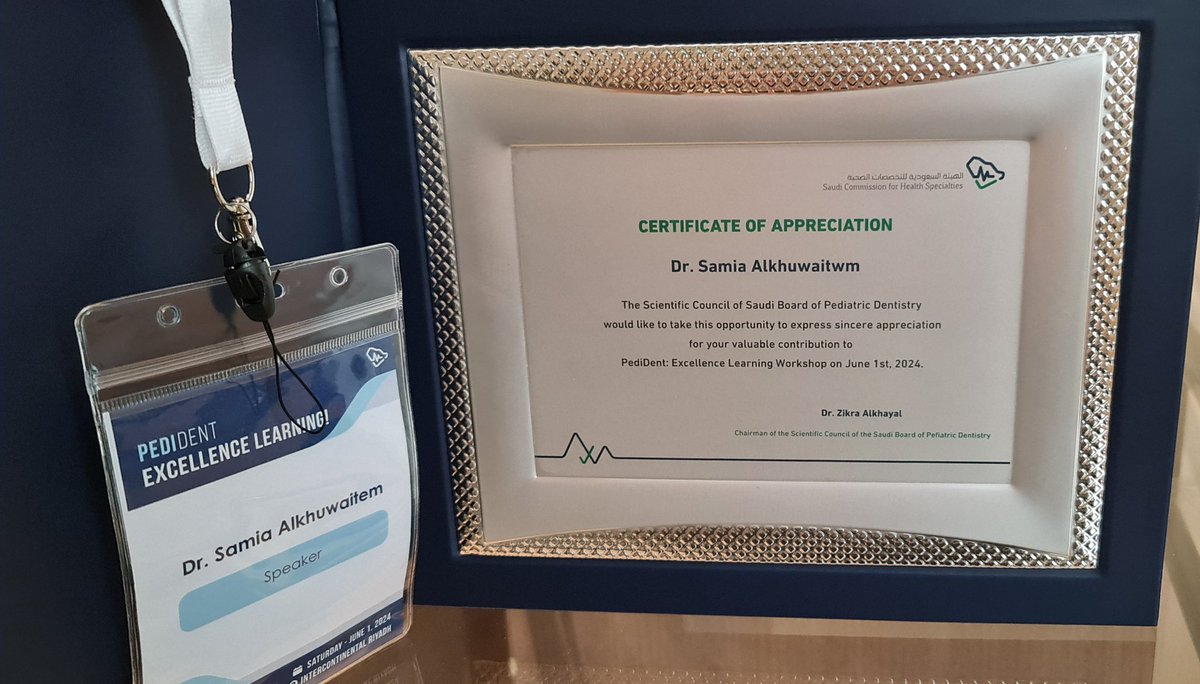 PEDIDENT
EXCELLENCE LEARNING!
Dr. Samia Alkhuwaitem
Speaker
SATURDAY - JUNE 1, 2024
INTERCONTINENTAL RIYADH
الهيئة السعودية للتخصصات الصحية
Saudi Commission for Health Specialties
CERTIFICATE OF APPRECIATION
Dr. Samia Alkhuwaitwm
The Scientific Council of Saudi Board of Pediatric Dentistry
would like to take this opportunity to express sincere appreciation
for your valuable contribution to
PediDent: Excellence Learning Workshop on June 1st, 2024.
Dr. Zikra Alkhayal
Chairman of the Scientific Council of the Saudi Board of Pefiatric Dentistry